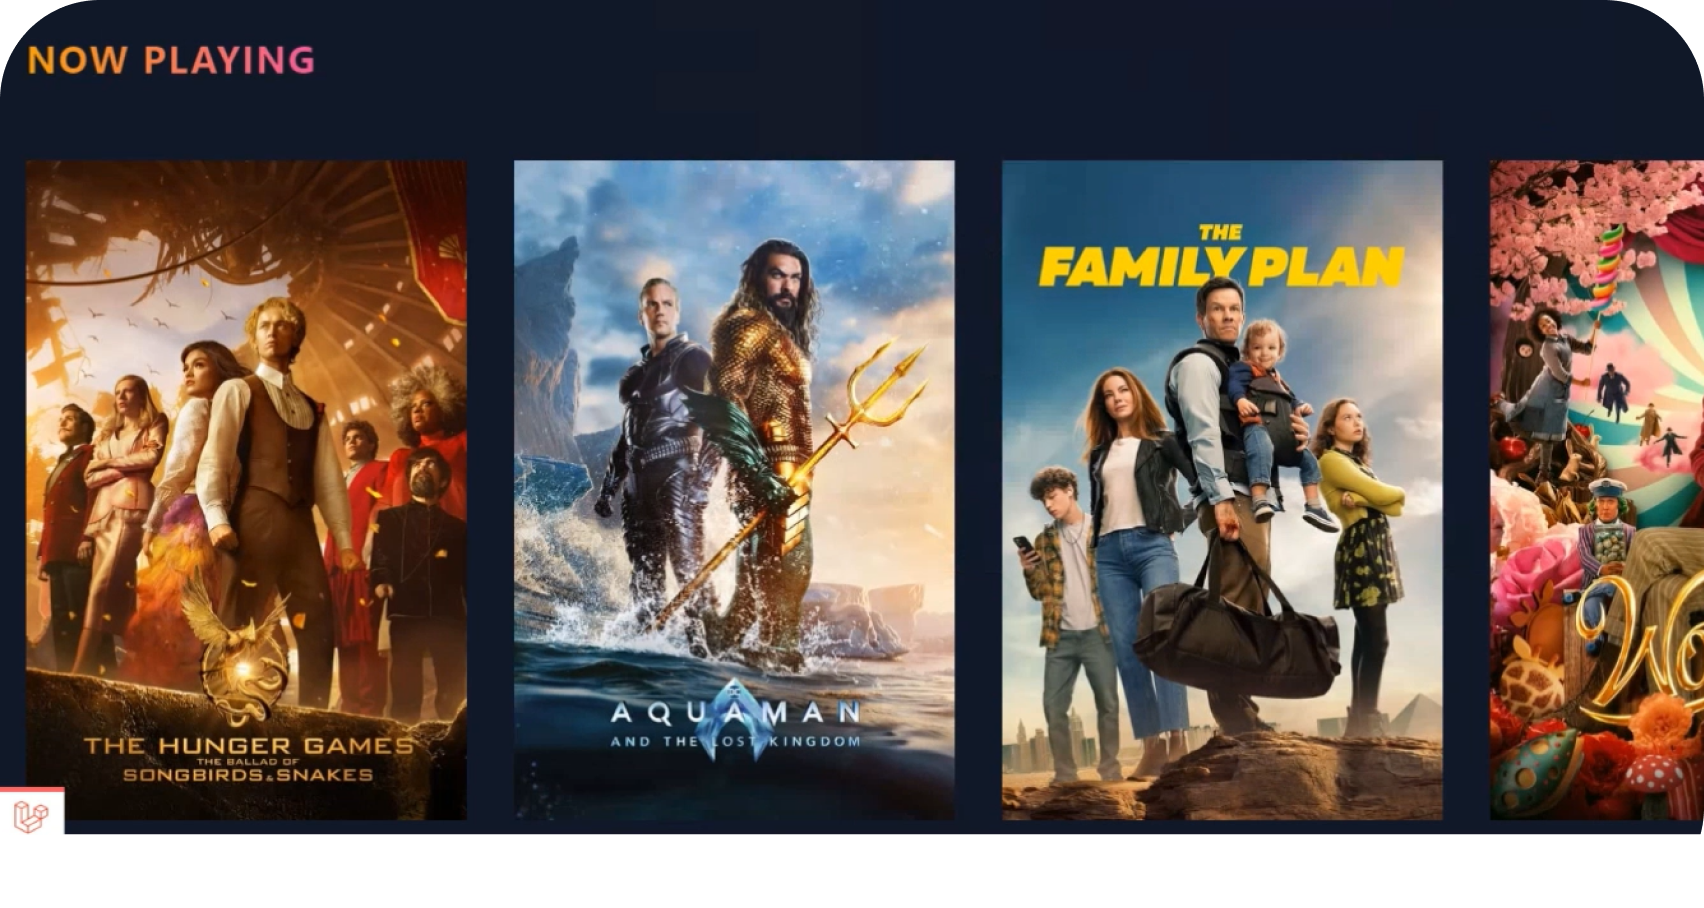 NOW PLAYING
THE HUNGER GAMES
THE BALLAD OF
SONGBIRDS & SNAKES
AQUAMAN
AND THE LOST KINGDOM
THE
FAMILY PLAN
Wo